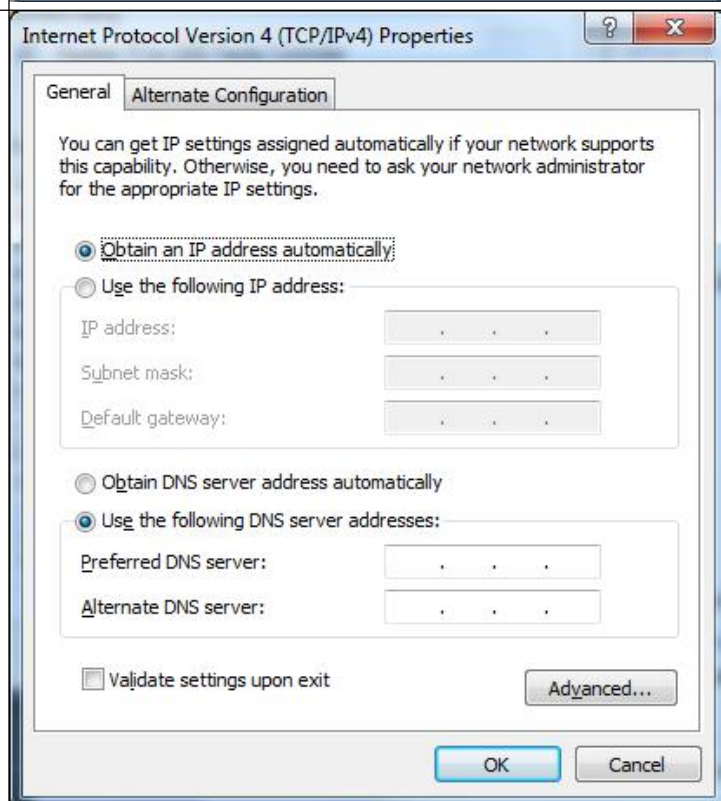 Internet Protocol Version 4 (TCP/IPv4) Properties
General
Alternate Configuration
You can get IP settings assigned automatically if your network supports
this capability. Otherwise, you need to ask your network administrator
for the appropriate IP settings.
Obtain an IP address automatically
Use the following IP address:
IP address:
. . .
Subnet mask:
. . .
Default gateway:
. . .
Obtain DNS server address automatically
Use the following DNS server addresses:
Preferred DNS server:
. . .
Alternate DNS server:
. . .
Validate settings upon exit
Advanced...
OK
Cancel